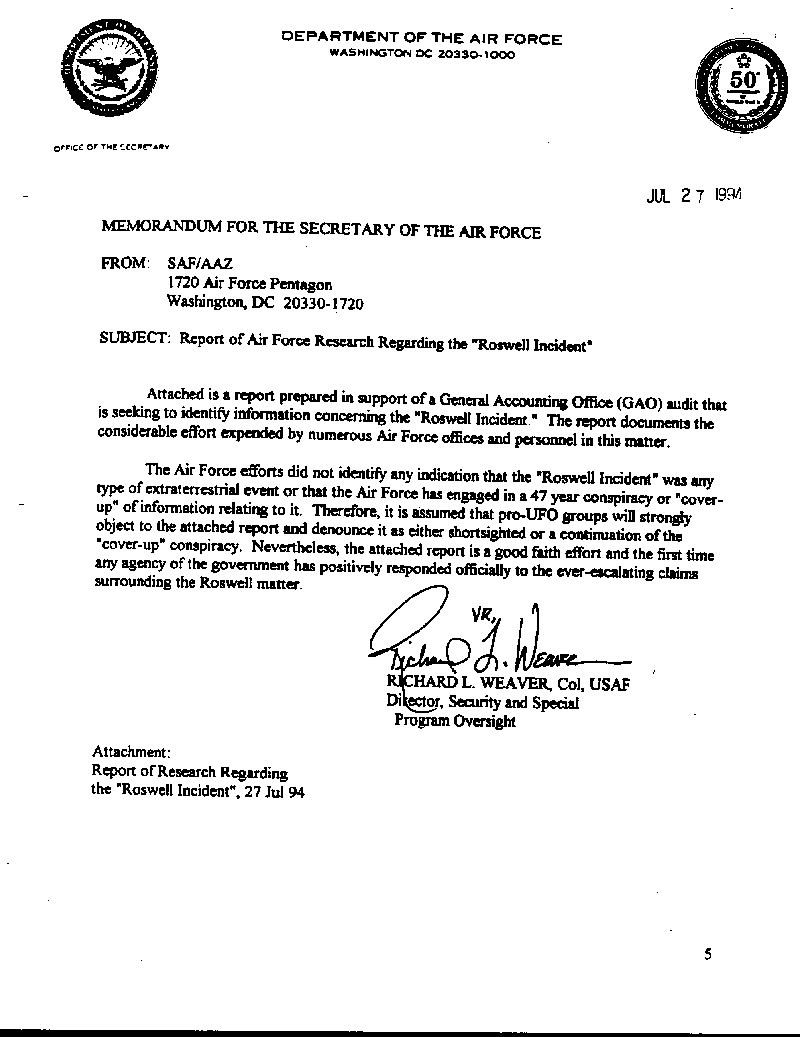 DEPARTMENT OF THE AIR FORCE
WASHINGTON DC 20330-1000
50
OFFICE OF THE SECRETARY
JUL 27 1994
MEMORANDUM FOR THE SECRETARY OF THE AIR FORCE
FROM: SAF/AAZ
1720 Air Force Pentagon
Washington, DC 20330-1720
SUBJECT: Report of Air Force Research Regarding the "Roswell Incident"
Attached is a report prepared in support of a General Accounting Office (GAO) audit that
is seeking to identify information concerning the "Roswell Incident." The report documents the
considerable effort expended by numerous Air Force offices and personnel in this matter.
The Air Force efforts did not identify any indication that the "Roswell Incident" was any
type of extraterrestrial event or that the Air Force has engaged in a 47 year conspiracy or "cover-
up" of information relating to it. Therefore, it is assumed that pro-UFO groups will strongly
object to the attached report and denounce it as either shortsighted or a continuation of the
"cover-up" conspiracy. Nevertheless, the attached report is a good faith effort and the first time
any agency of the government has positively responded officially to the ever-escalating claims
surrounding the Roswell matter.
VR,
Richard L. Weaver
RICHARD L. WEAVER, Col, USAF
Director, Security and Special
Program Oversight
Attachment:
Report of Research Regarding
the "Roswell Incident", 27 Jul 94
5